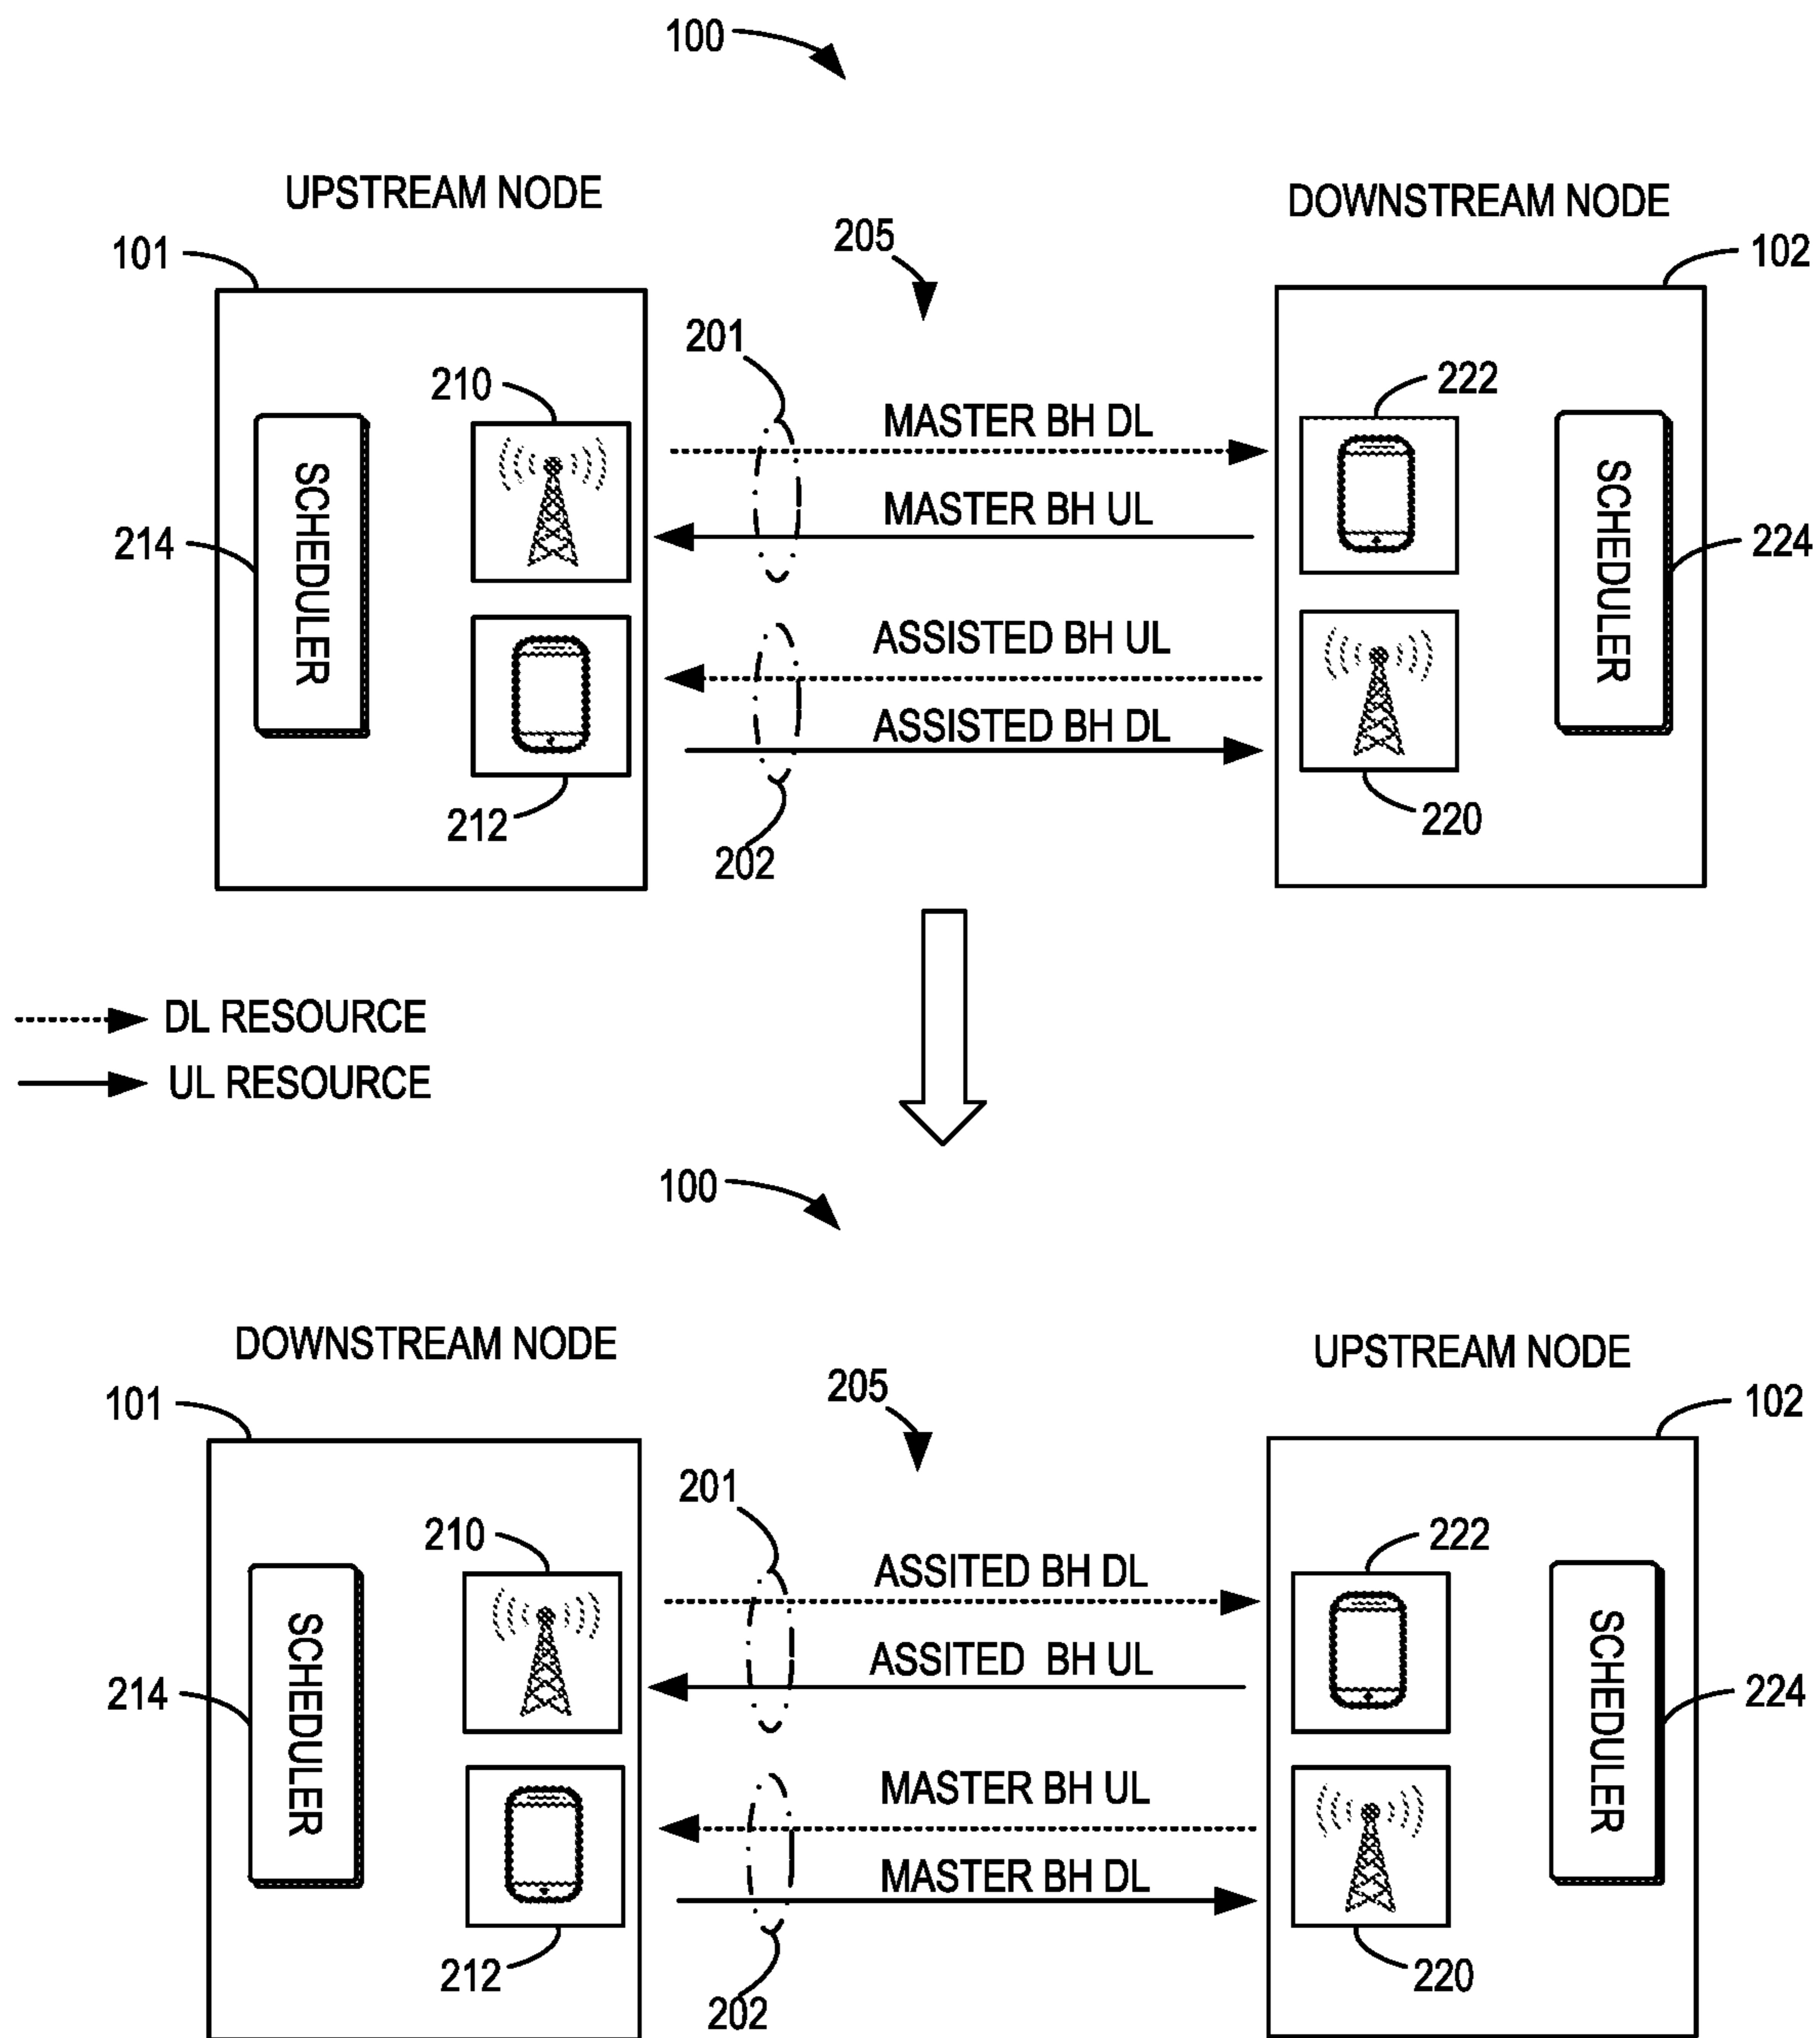 100
UPSTREAM NODE
DOWNSTREAM NODE
101
205
102
201
210
222
MASTER BH DL
SCHEDULER
SCHEDULER
MASTER BH UL
214
224
ASSISTED BH UL
ASSISTED BH DL
212
220
202
DL RESOURCE
UL RESOURCE
100
DOWNSTREAM NODE
UPSTREAM NODE
101
205
102
201
210
222
ASSITED BH DL
SCHEDULER
SCHEDULER
ASSITED BH UL
214
224
MASTER BH UL
MASTER BH DL
212
220
202